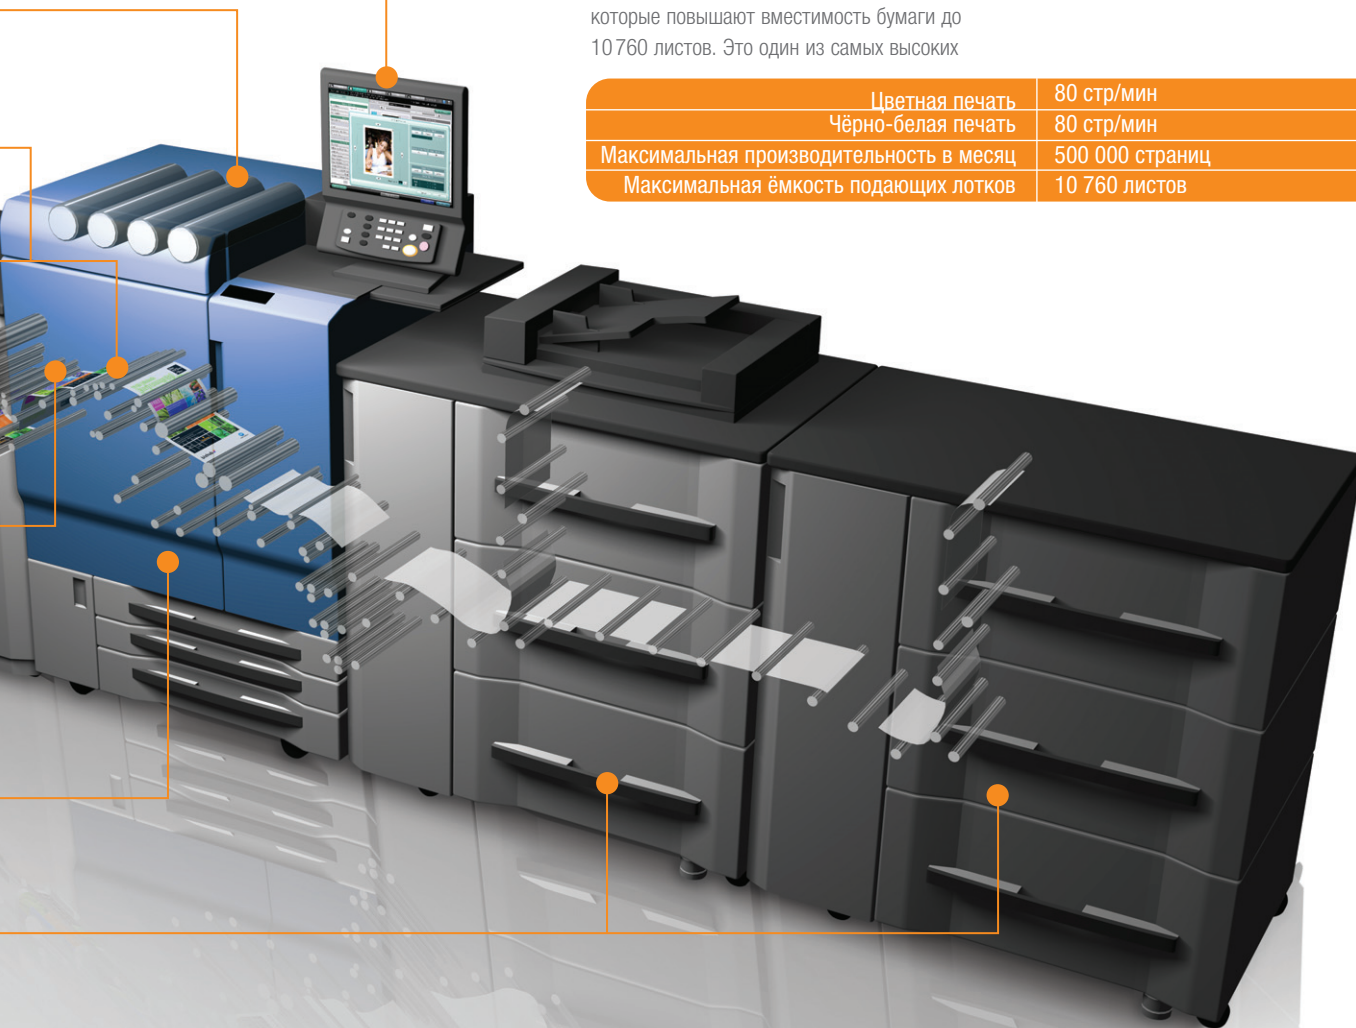 которые повышают вместимость бумаги до
10 760 листов. Это один из самых высоких
Цветная печать 80 стр/мин
Чёрно-белая печать 80 стр/мин
Максимальная производительность в месяц 500 000 страниц
Максимальная ёмкость подающих лотков 10 760 листов